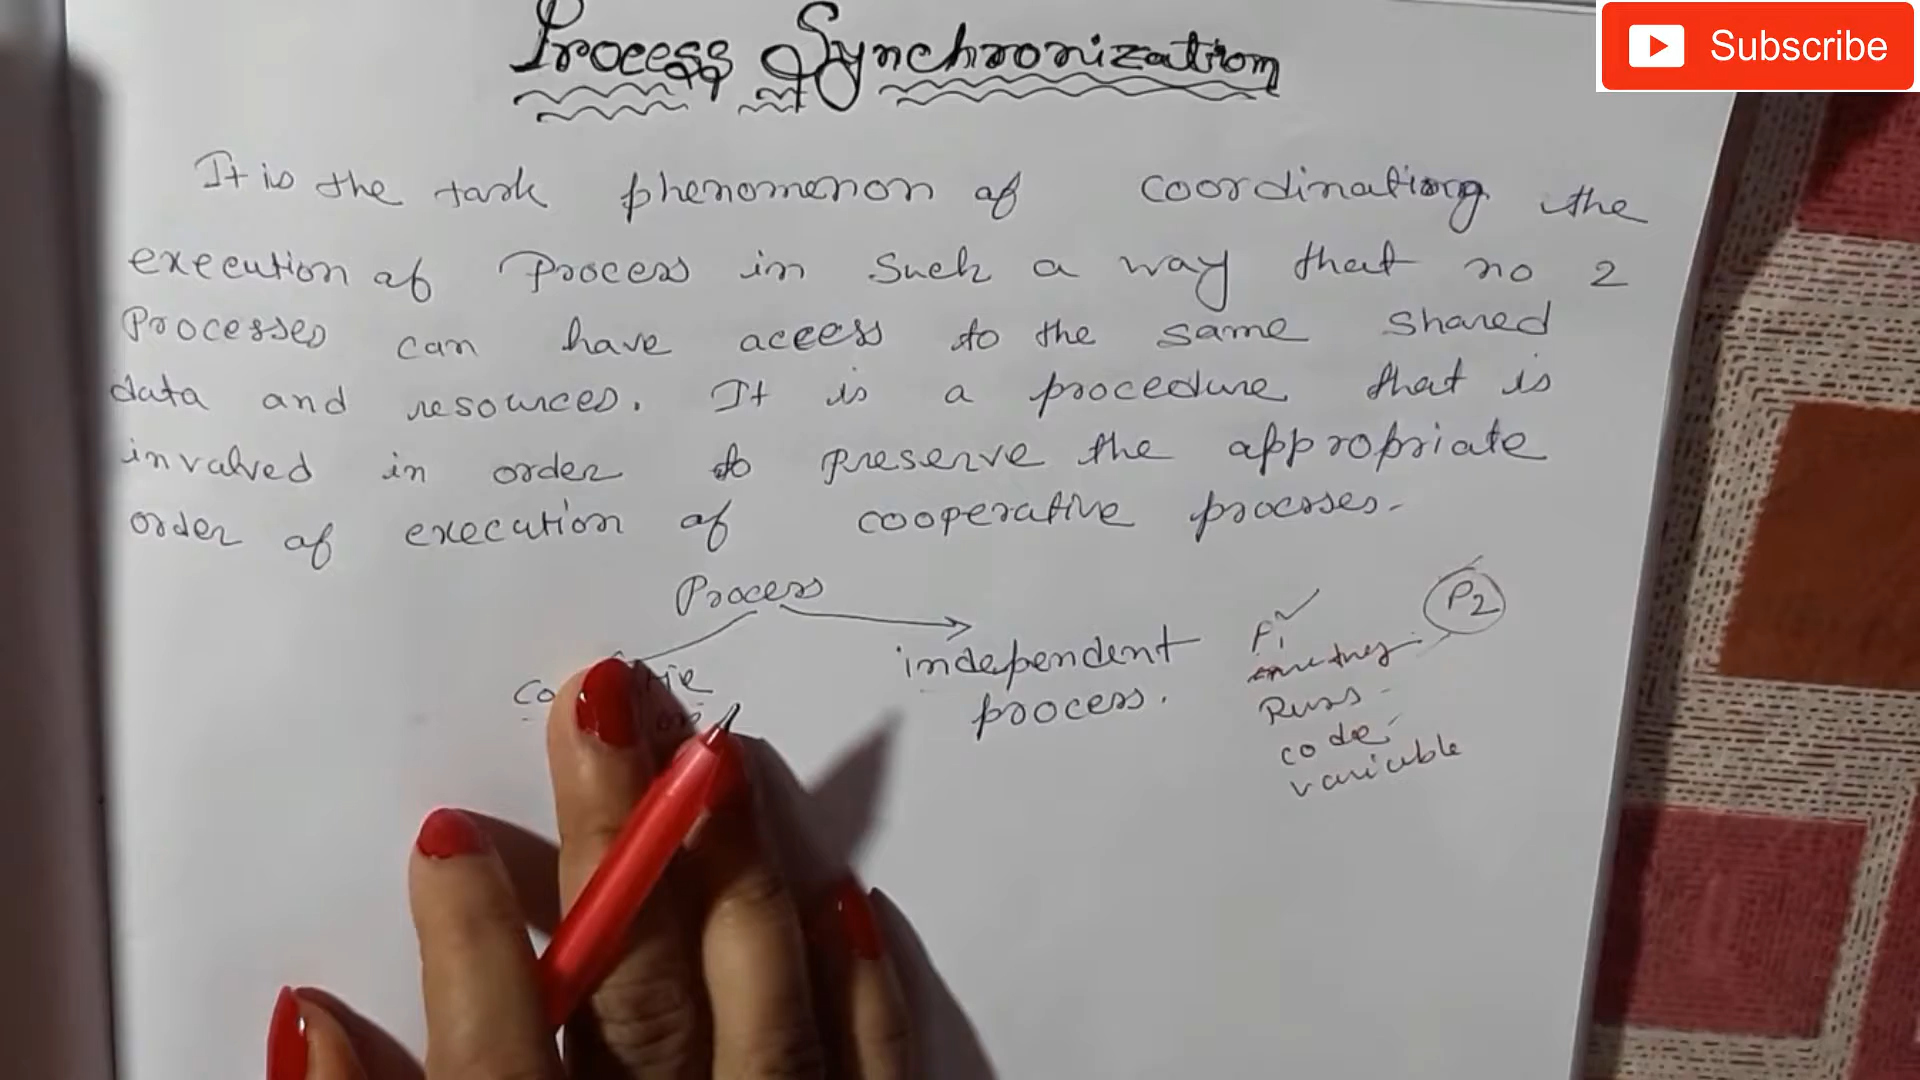 Process Synchronization
Subscribe
It is the task phenomenon of coordinating the
execution of Process in such a way that no 2
Processes can have access to the same shared
data and resources. It is a procedure that is
involved in order to preserve the appropriate
order of execution of cooperative processes.
Process
independent
process.
P1
P2
code
variable